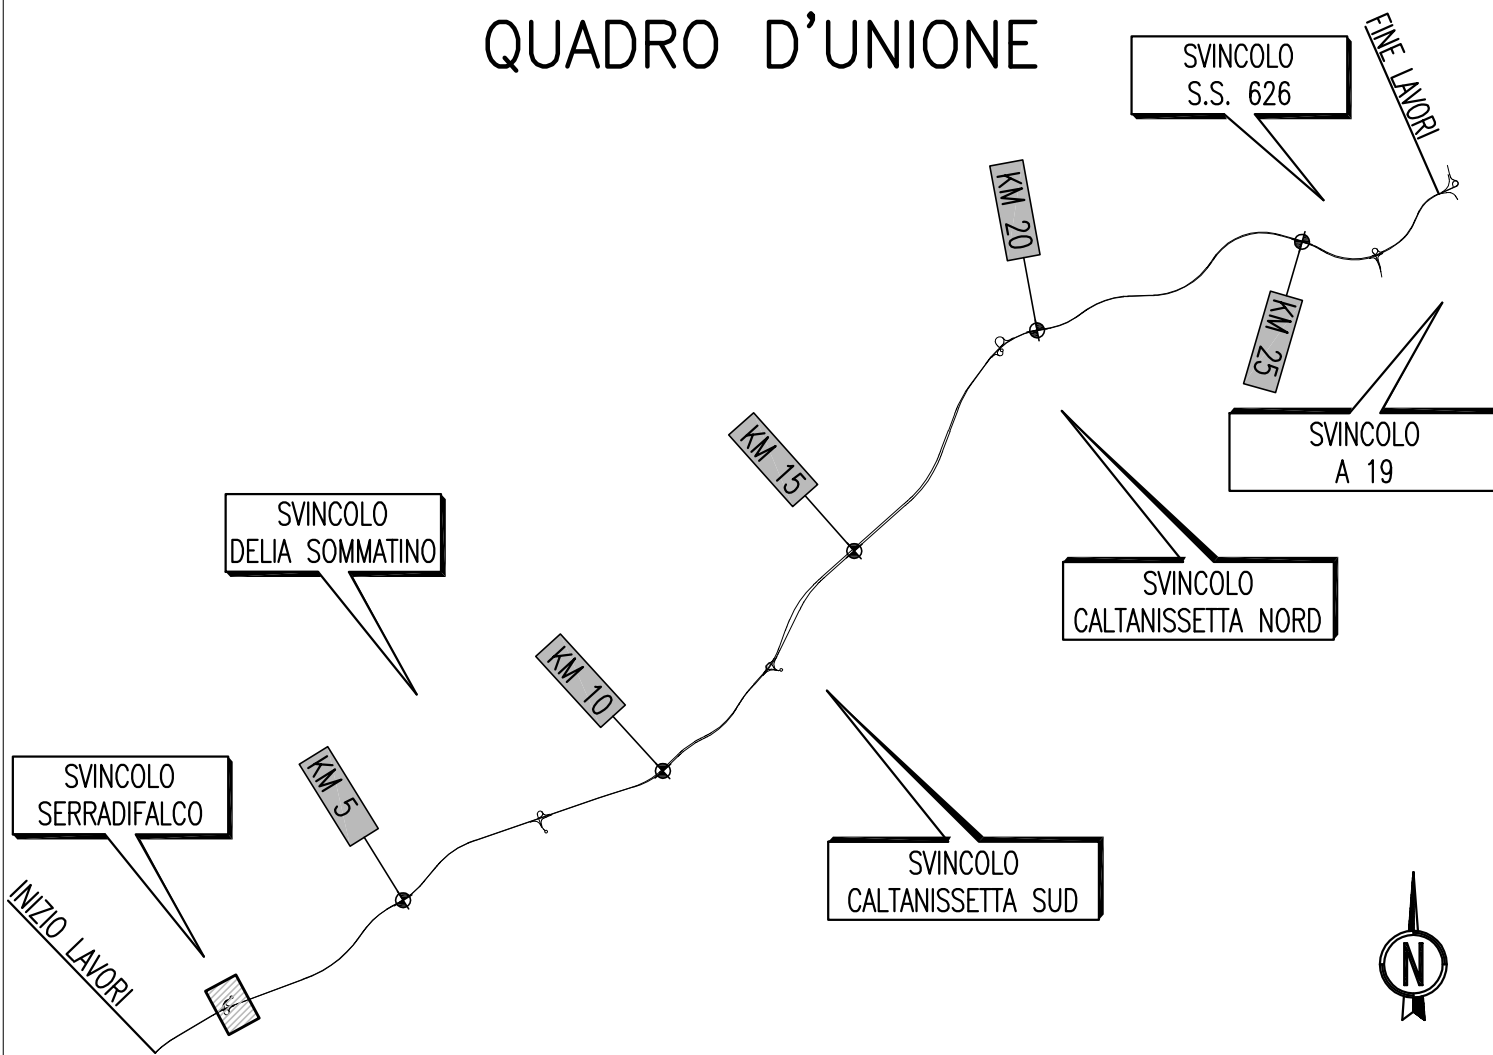 QUADRO D'UNIONE
SVINCOLO
S.S. 626
FINE LAVORI
KM 20
KM 25
SVINCOLO
A 19
KM 15
SVINCOLO
DELIA SOMMATINO
SVINCOLO
CALTANISSETTA NORD
KM 10
KM 5
SVINCOLO
SERRADIFALCO
SVINCOLO
CALTANISSETTA SUD
INIZIO LAVORI
N